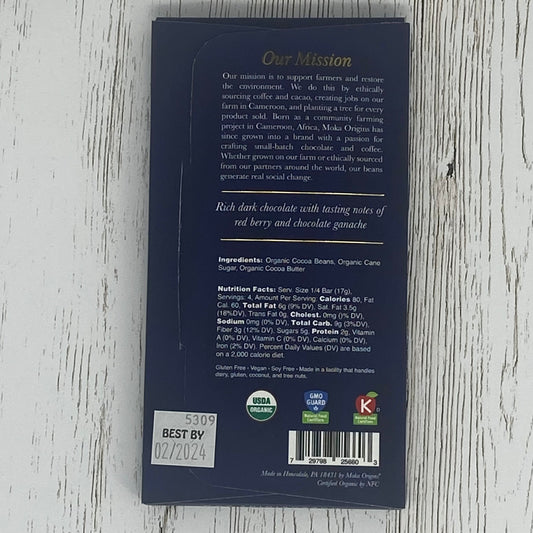 Our Mission
Our mission is to support farmers and restore
the environment. We do this by ethically
sourcing coffee and cacao, creating jobs on our
farm in Cameroon, and planting a tree for every
product sold. Born as a community farming
project in Cameroon, Africa, Moka Origins has
since grown into a brand with a passion for
crafting small-batch chocolate and coffee.
Whether grown on our farm or ethically sourced
from our partners around the world, our beans
generate real social change.
Rich dark chocolate with tasting notes of
red berry and chocolate ganache
Ingredients: Organic Cocoa Beans, Organic Cane
Sugar, Organic Cocoa Butter
Nutrition Facts: Serv. Size 1/4 Bar (17g),
Servings: 4, Amount Per Serving: Calories 80, Fat
Cal. 60, Total Fat 6g (9% DV), Sat. Fat 3.5g
(18%DV), Trans Fat 0g, Cholest. 0mg ()% DV),
Sodium 0mg (0% DV), Total Carb. 9g (3%DV),
Fiber 3g (12% DV), Sugars 5g, Protein 2g, Vitamin
A (0% DV), Vitamin C (0% DV), Calcium (0% DV),
Iron (2% DV). Percent Daily Values (DV) are based
on a 2,000 calorie diet.
Gluten Free - Vegan - Soy Free - Made in a facility that handles
dairy, gluten, coconut, and tree nuts.
USDA
ORGANIC
GMO
GUARD
Natural Food
Certifiers
K
Natural Food
Certifiers
5309
BEST BY
02/2024
7 29798 25660 3
Made in Honesdale, PA 18431 by Moka Origins
Certified Organic by NFC